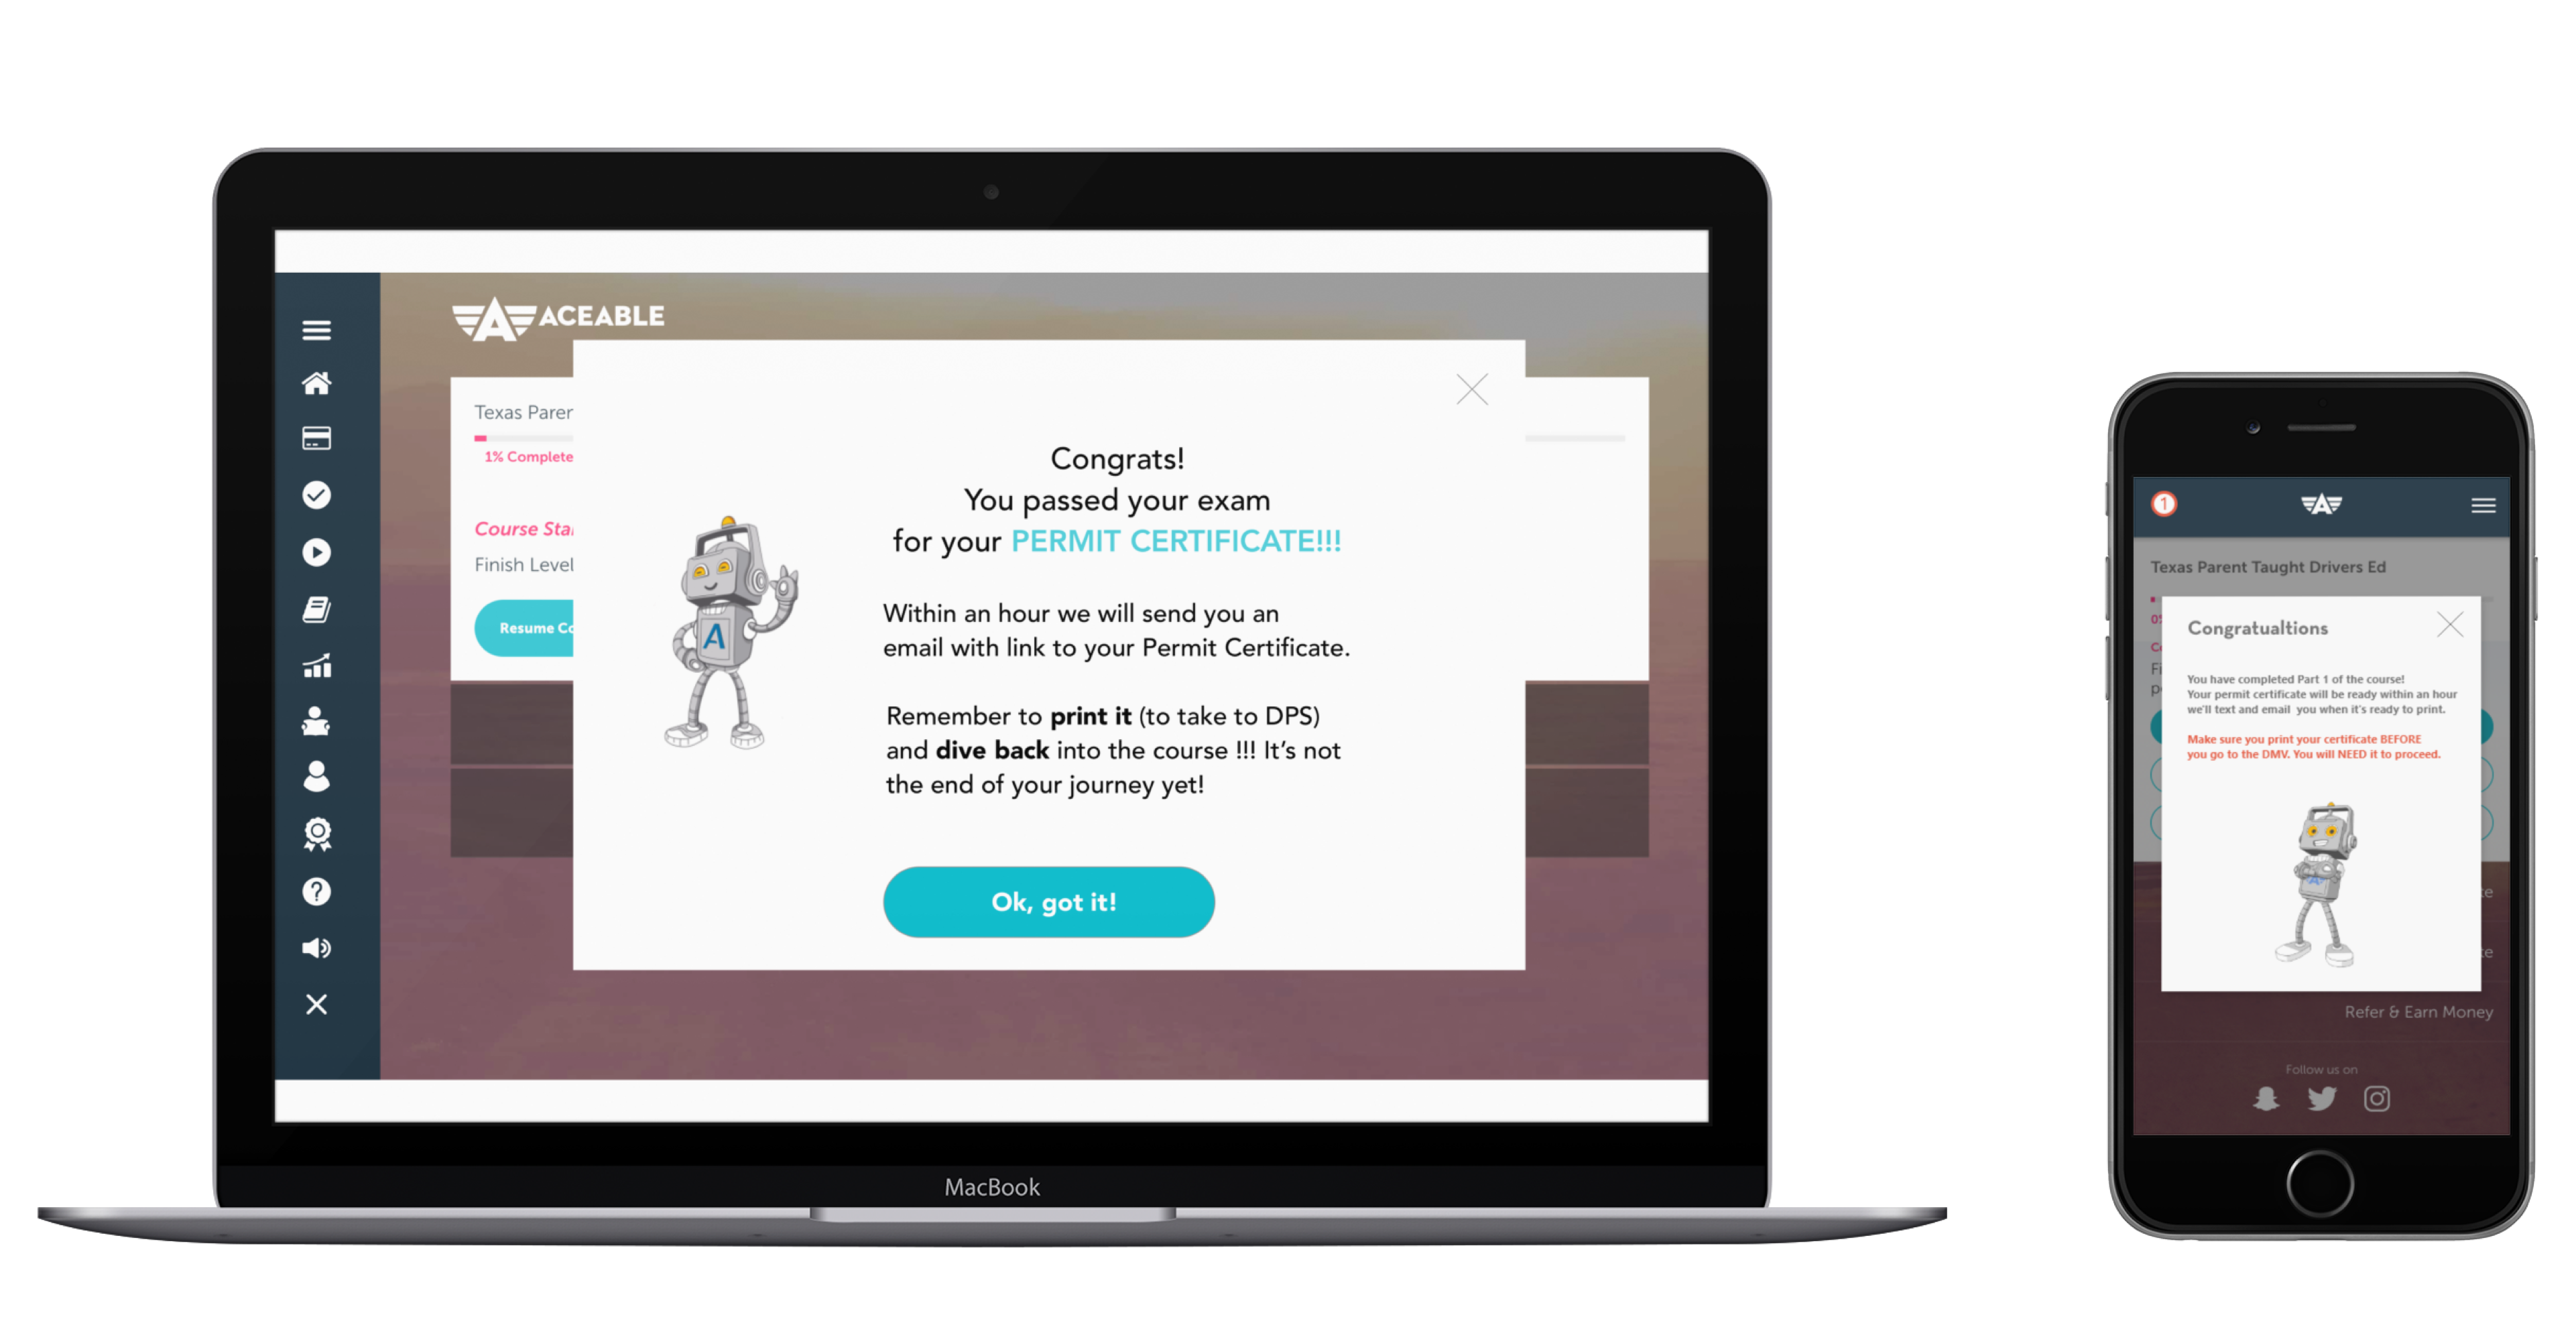 ACEABLE
Texas Paren
1% Complete
Course Star
Finish Level
Resume Co
Congrats!
You passed your exam
for your PERMIT CERTIFICATE!!!
Within an hour we will send you an
email with link to your Permit Certificate.
Remember to print it (to take to DPS)
and dive back into the course !!! It's not
the end of your journey yet!
Ok, got it!
A
MacBook
1
Texas Parent Taught Drivers Ed
Congratualtions
You have completed Part 1 of the course!
Your permit certificate will be ready within an hour
we'll text and email you when it's ready to print.
Make sure you print your certificate BEFORE
you go to the DMV. You will NEED it to proceed.
Refer & Earn Money
Follow us on